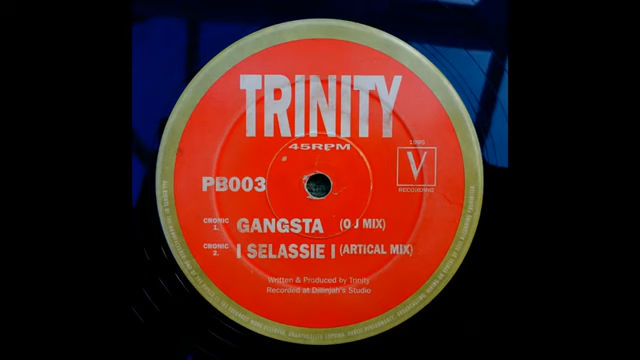 TRINITY
45RPM
1995
V
RECORDING
PB003
CRONIC 1. GANGSTA (O J MIX)
CRONIC 2. I SELASSIE I (ARTICAL MIX)
Written & Produced by Trinity
Recorded at Dillinjah's Studio